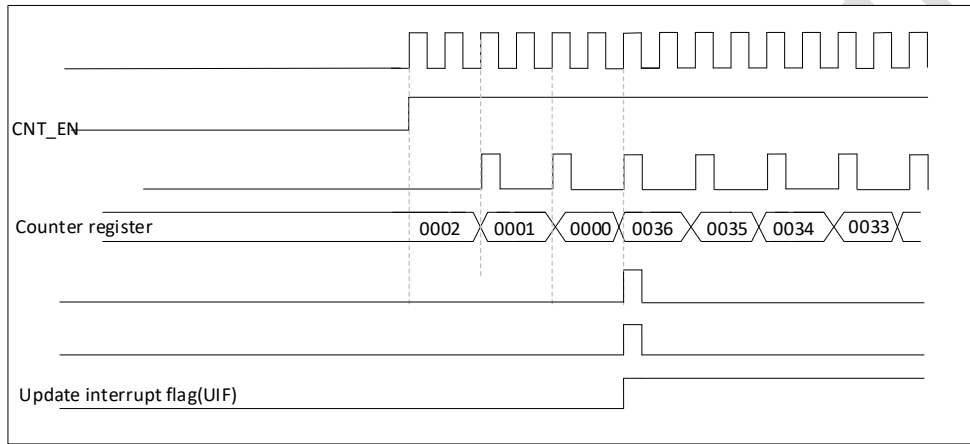 CNT_EN
Counter register 0002 0001 0000 0036 0035 0034 0033
Update interrupt flag(UIF)